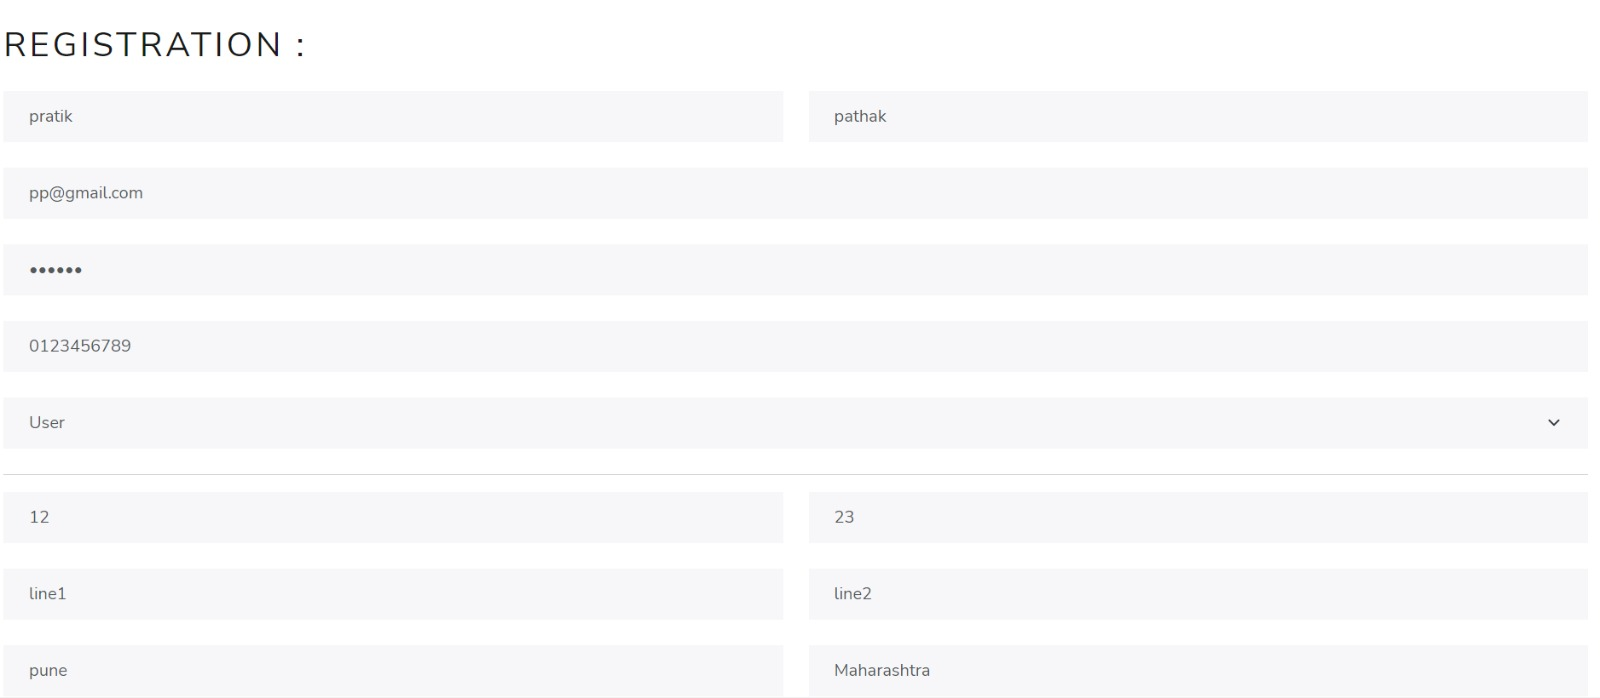 REGISTRATION :
pratik
pathak
pp@gmail.com
••••••
0123456789
User
12
23
line1
line2
pune
Maharashtra